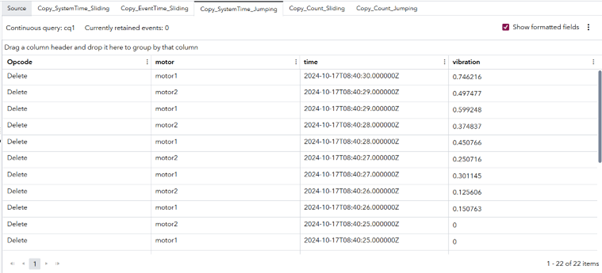 Source Copy_SystemTime_Sliding Copy_EventTime_Sliding Copy_SystemTime_Jumping Copy_Count_Sliding Copy_Count_Jumping
Continuous query: cq1 Currently retained events: 0 Show formatted fields
Drag a column header and drop it here to group by that column
Opcode motor time vibration
Delete motor1 2024-10-17T08:40:30.000000Z 0.746216
Delete motor2 2024-10-17T08:40:29.000000Z 0.497477
Delete motor1 2024-10-17T08:40:29.000000Z 0.599248
Delete motor2 2024-10-17T08:40:28.000000Z 0.374837
Delete motor1 2024-10-17T08:40:28.000000Z 0.450766
Delete motor2 2024-10-17T08:40:27.000000Z 0.250716
Delete motor1 2024-10-17T08:40:27.000000Z 0.301145
Delete motor2 2024-10-17T08:40:26.000000Z 0.125606
Delete motor1 2024-10-17T08:40:26.000000Z 0.150763
Delete motor2 2024-10-17T08:40:25.000000Z 0
Delete motor1 2024-10-17T08:40:25.000000Z 0
1 1 - 22 of 22 items